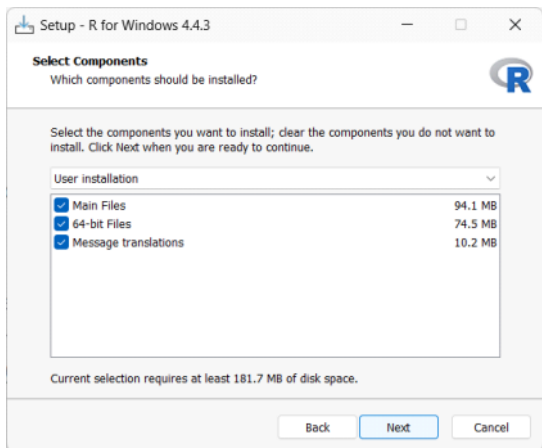 Setup - R for Windows 4.4.3
Select Components
Which components should be installed?
R
Select the components you want to install; clear the components you do not want to
install. Click Next when you are ready to continue.
User installation
Main Files 94.1 MB
64-bit Files 74.5 MB
Message translations 10.2 MB
Current selection requires at least 181.7 MB of disk space.
Back Next Cancel